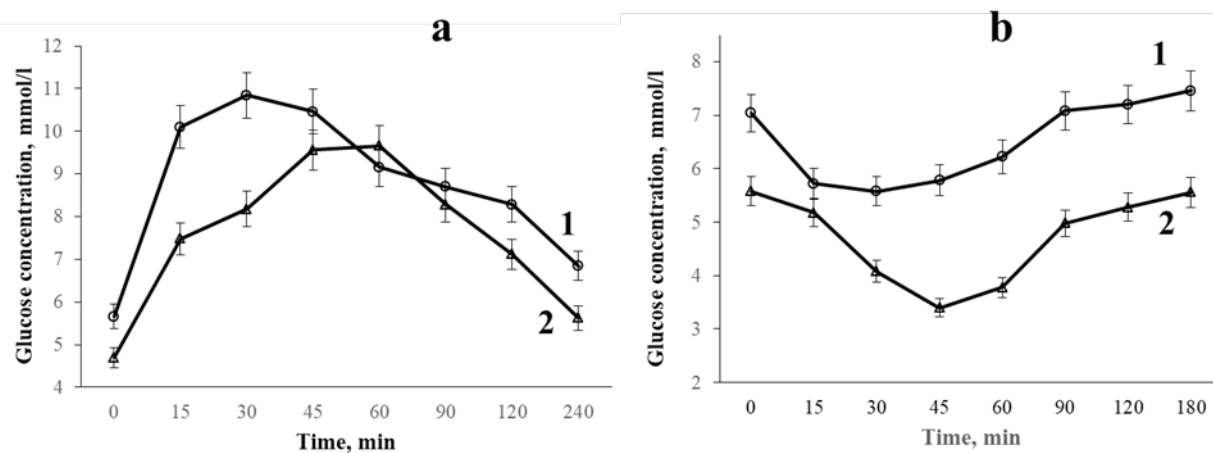 a
12
11
10
9
8
7
6
5
4
Glucose concentration, mmol/l
1
2
0 15 30 45 60 90 120 240
Time, min
b
8
7
6
5
4
3
2
Glucose concentration, mmol/l
1
2
0 15 30 45 60 90 120 180
Time, min